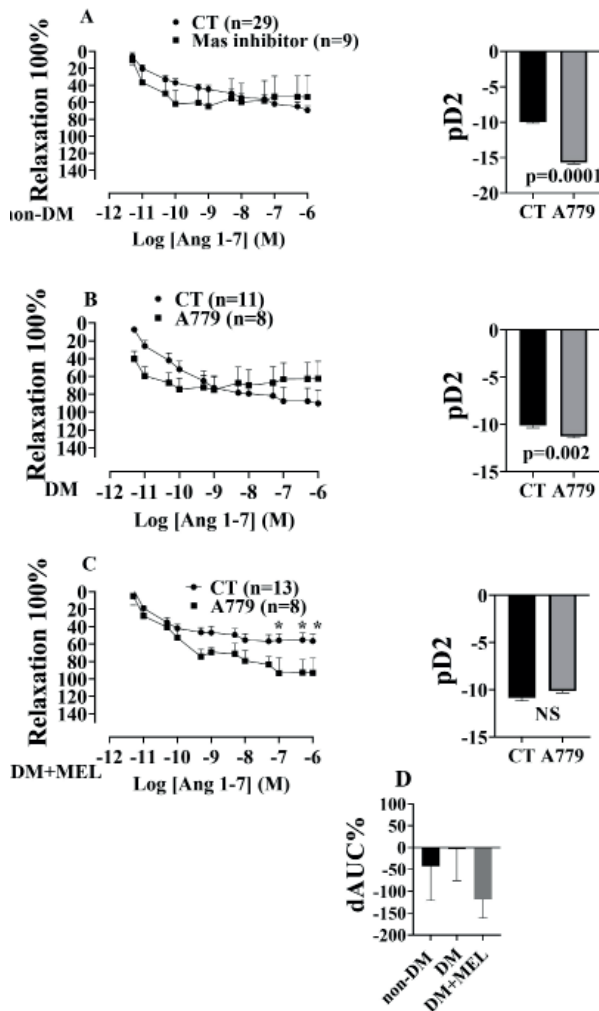 A
CT (n=29)
Mas inhibitor (n=9)
Relaxation 100%
0
20
40
60
80
100
120
140
-12 -11 -10 -9 -8 -7 -6
non-DM
Log [Ang 1-7] (M)
pD2
0
-5
-10
-15
-20
p=0.0001
CT A779
B
CT (n=11)
A779 (n=8)
Relaxation 100%
0
20
40
60
80
100
120
140
-12 -11 -10 -9 -8 -7 -6
DM
Log [Ang 1-7] (M)
pD2
0
-5
-10
-15
p=0.002
CT A779
C
CT (n=13)
A779 (n=8)
* * *
Relaxation 100%
0
20
40
60
80
100
120
140
-12 -11 -10 -9 -8 -7 -6
DM+MEL
Log [Ang 1-7] (M)
pD2
0
-5
-10
-15
NS
CT A779
D
dAUC%
100
50
0
-50
-100
-150
-200
non-DM
DM
DM+MEL